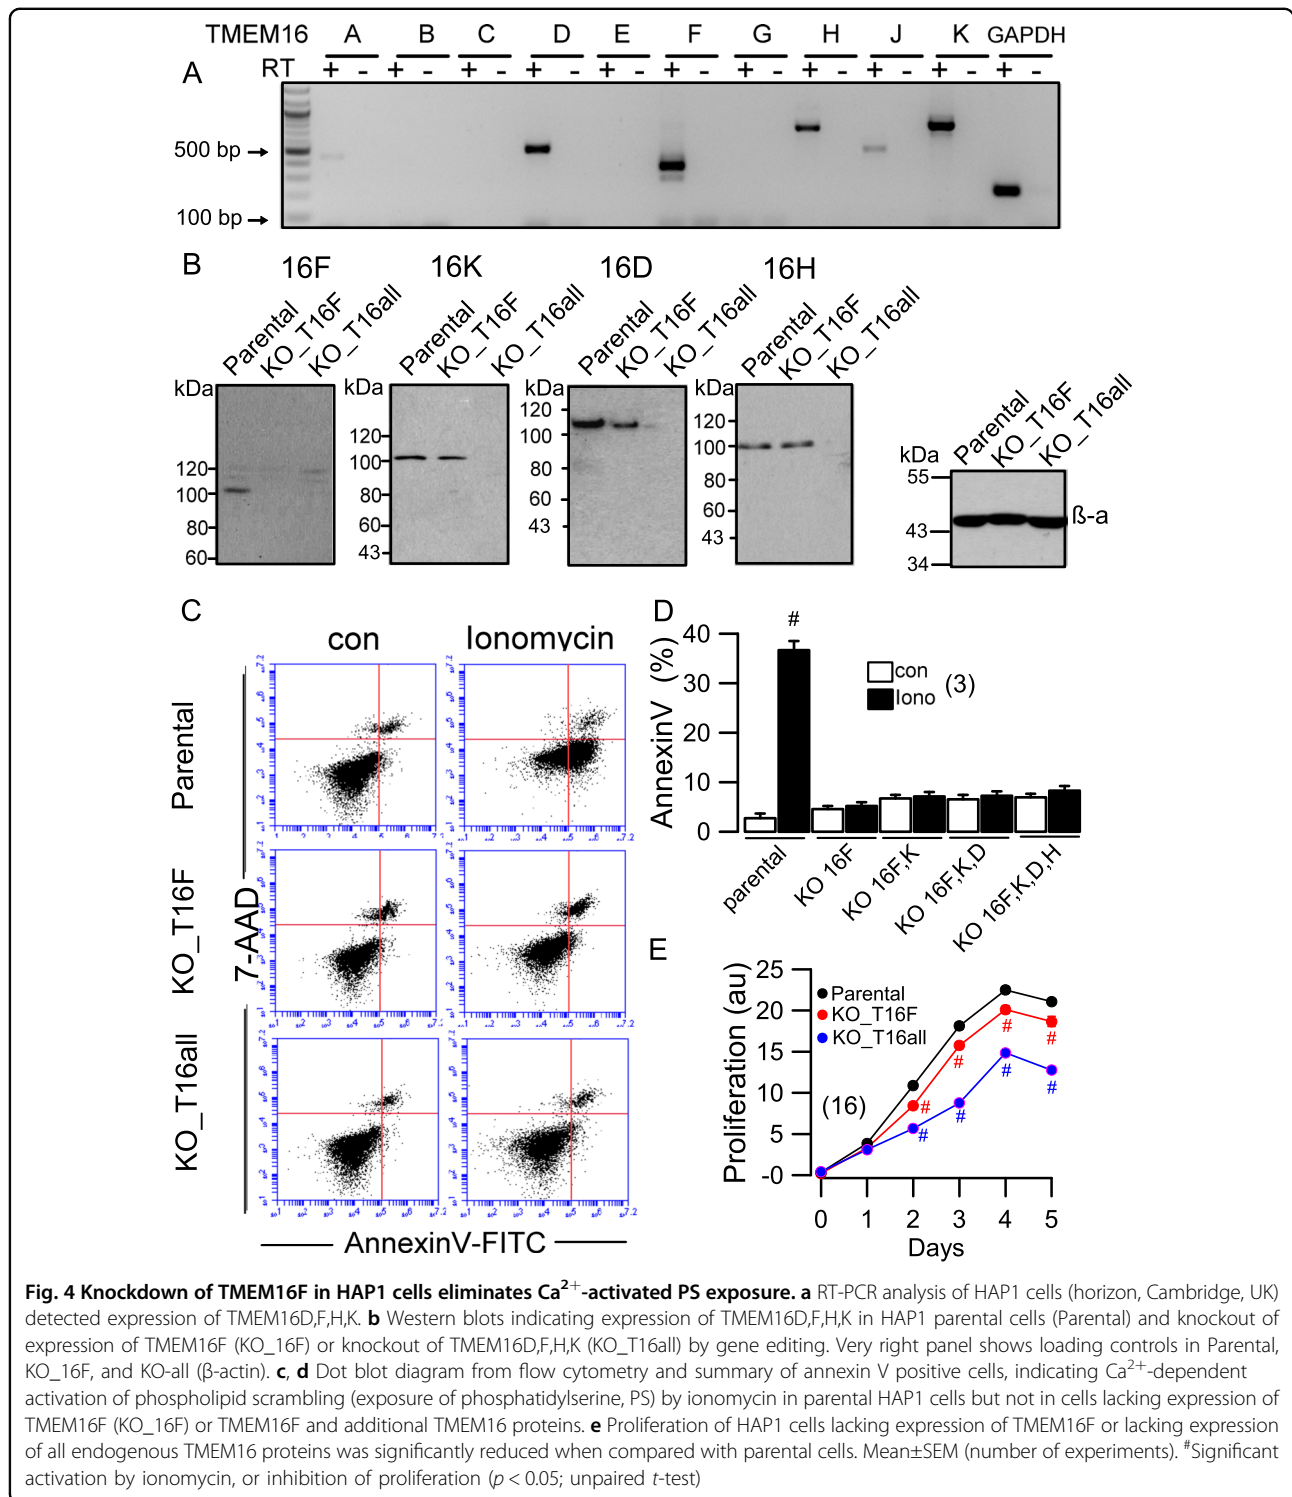 TMEM16 A B C D E F G H J K GAPDH
A
RT + - + - + - + - + - + - + - + - + - + - + -
500 bp
100 bp
B
16F 16K 16D 16H
Parental KO_T16F KO_T16all
Parental KO_T16F KO_T16all
Parental KO_T16F KO_T16all
Parental KO_T16F KO_T16all
Parental KO_T16F KO_T16all
kDa
120
100
80
60
kDa
120
100
80
60
43
kDa
120
100
80
60
43
kDa
120
100
80
60
43
kDa
55
43
34
ß-a
C
con Ionomycin
Parental
KO_T16F
KO_T16all
7-AAD
AnnexinV-FITC
D
AnnexinV (%)
40
30
20
10
0
#
con
Iono
(3)
parental
KO 16F
KO 16F,K
KO 16F,K,D
KO 16F,K,D,H
E
Proliferation (au)
25
20
15
10
5
-0
Parental
KO_T16F
KO_T16all
(16)
# # # #
# # # #
0 1 2 3 4 5
Days
Fig. 4 Knockdown of TMEM16F in HAP1 cells eliminates Ca2+-activated PS exposure. a RT-PCR analysis of HAP1 cells (horizon, Cambridge, UK)
detected expression of TMEM16D,F,H,K. b Western blots indicating expression of TMEM16D,F,H,K in HAP1 parental cells (Parental) and knockout of
expression of TMEM16F (KO_16F) or knockout of TMEM16D,F,H,K (KO_T16all) by gene editing. Very right panel shows loading controls in Parental,
KO_16F, and KO-all (β-actin). c, d Dot blot diagram from flow cytometry and summary of annexin V positive cells, indicating Ca2+-dependent
activation of phospholipid scrambling (exposure of phosphatidylserine, PS) by ionomycin in parental HAP1 cells but not in cells lacking expression of
TMEM16F (KO_16F) or TMEM16F and additional TMEM16 proteins. e Proliferation of HAP1 cells lacking expression of TMEM16F or lacking expression
of all endogenous TMEM16 proteins was significantly reduced when compared with parental cells. Mean±SEM (number of experiments). #Significant
activation by ionomycin, or inhibition of proliferation (p < 0.05; unpaired t-test)